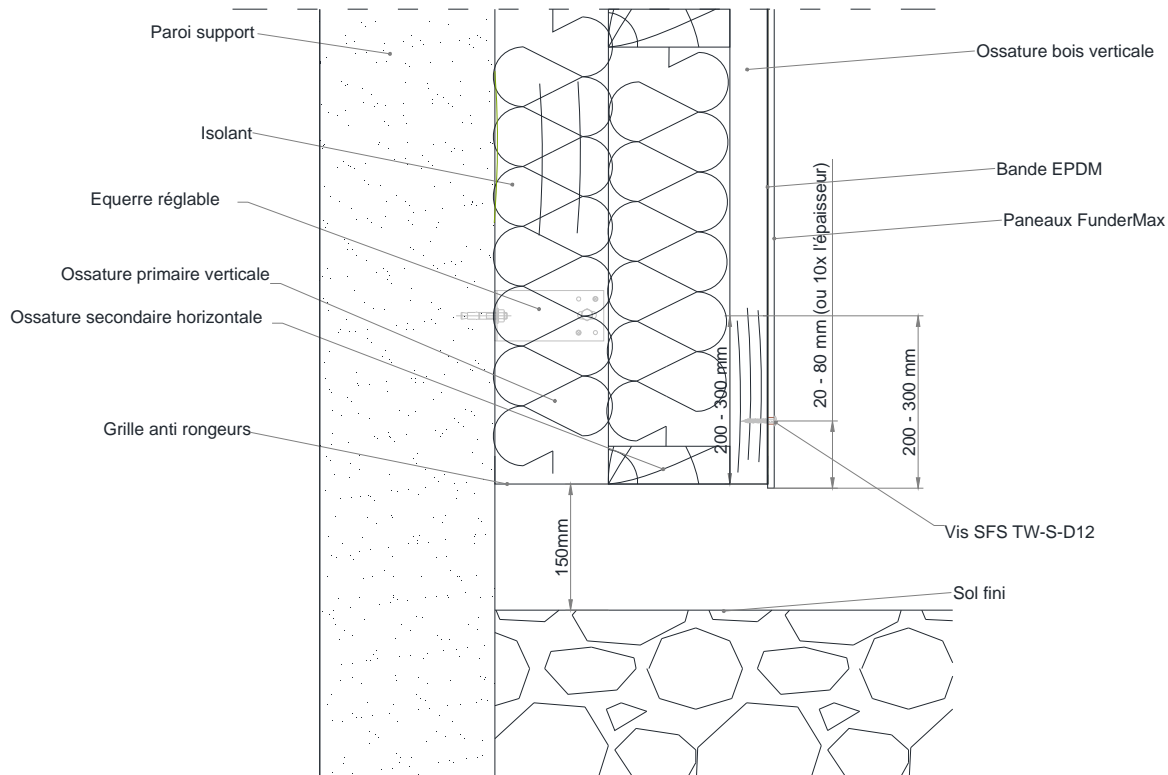 Paroi support
Ossature bois verticale
Isolant
Bande EPDM
Equerre réglable
Paneaux FunderMax
Ossature primaire verticale
Ossature secondaire horizontale
20 - 80 mm (ou 10x l'épaisseur)
200 - 300 mm
200 - 300 mm
Grille anti rongeurs
Vis SFS TW-S-D12
150mm
Sol fini